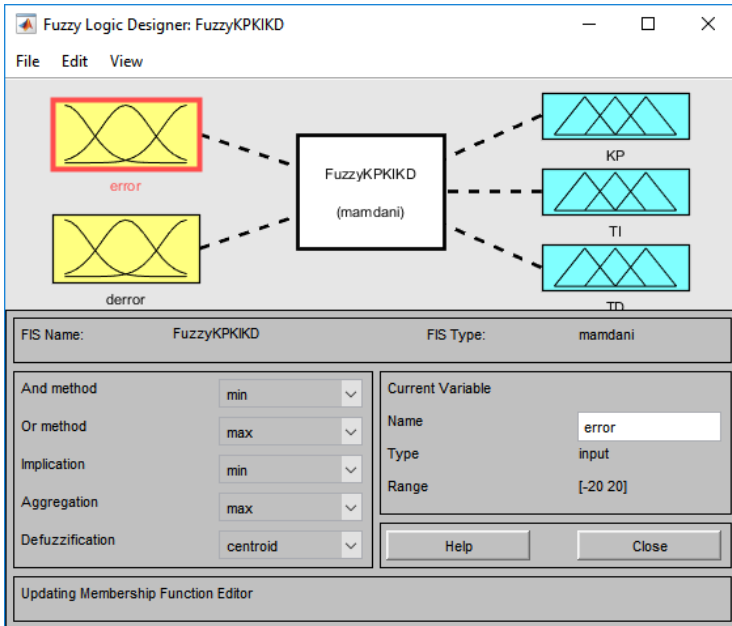 Fuzzy Logic Designer: FuzzyKPKIKD
File Edit View
error
derror
FuzzyKPKIKD
(mamdani)
KP
TI
TD
FIS Name: FuzzyKPKIKD FIS Type: mamdani
And method min
Or method max
Implication min
Aggregation max
Defuzzification centroid
Current Variable
Name error
Type input
Range [-20 20]
Help Close
Updating Membership Function Editor